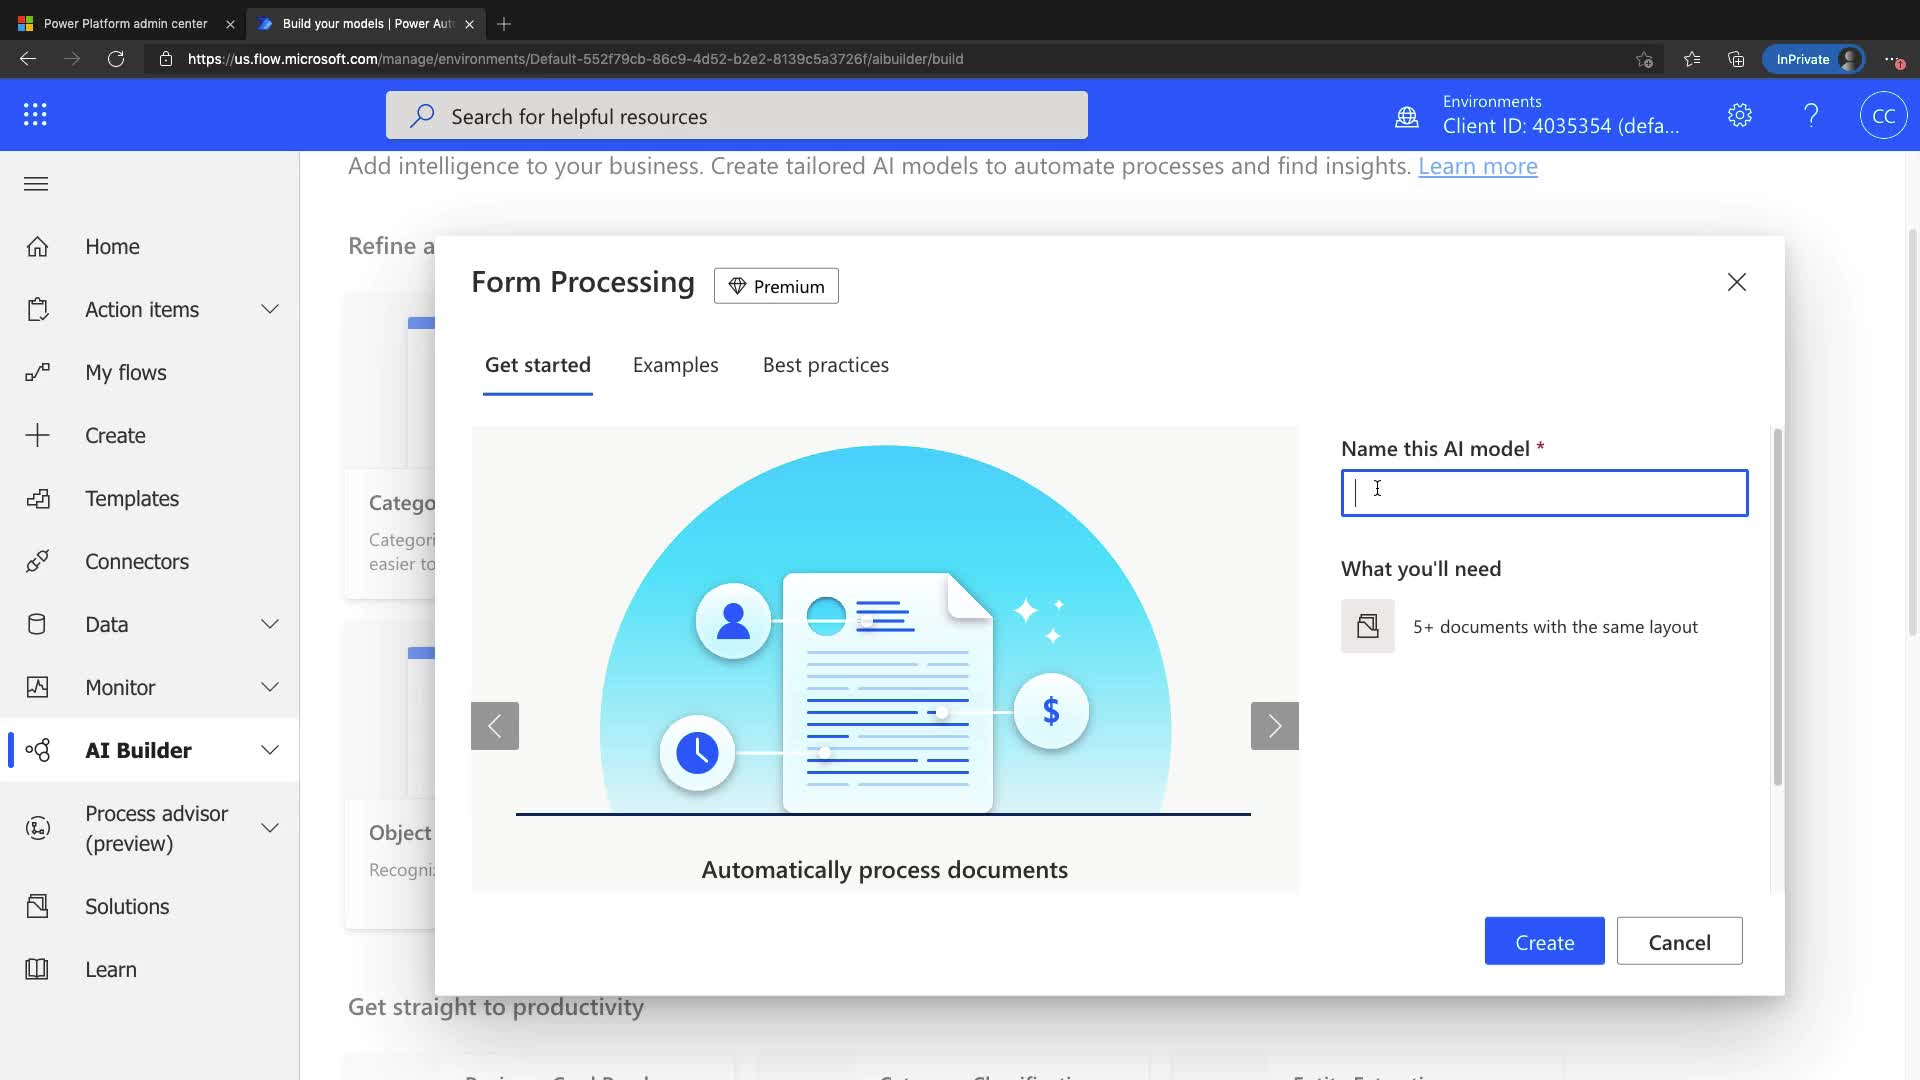 Power Platform admin center
Build your models | Power Aut
https://us.flow.microsoft.com/manage/environments/Default-552f79cb-86c9-4d52-b2e2-8139c5a3726f/aibuilder/build
InPrivate
Search for helpful resources
Environments
Client ID: 4035354 (defa...
CC
Add intelligence to your business. Create tailored AI models to automate processes and find insights. Learn more
Home
Action items
My flows
Create
Templates
Connectors
Data
Monitor
AI Builder
Process advisor
(preview)
Solutions
Learn
Refine a
Catego
Categori
easier to
Object
Recogni
Form Processing
Premium
Get started
Examples
Best practices
$
Automatically process documents
Name this AI model *
What you'll need
5+ documents with the same layout
Create
Cancel
Get straight to productivity